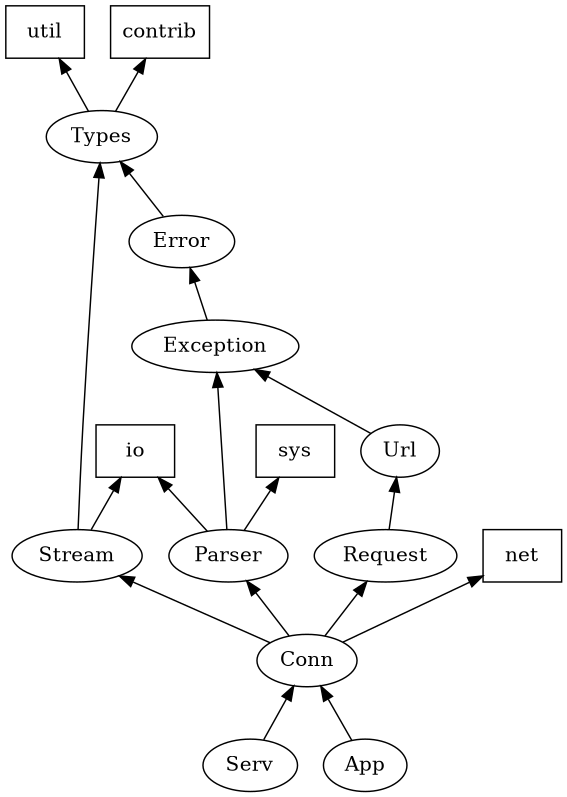 util
contrib
Types
Error
Exception
io
sys
Url
Stream
Parser
Request
net
Conn
Serv
App